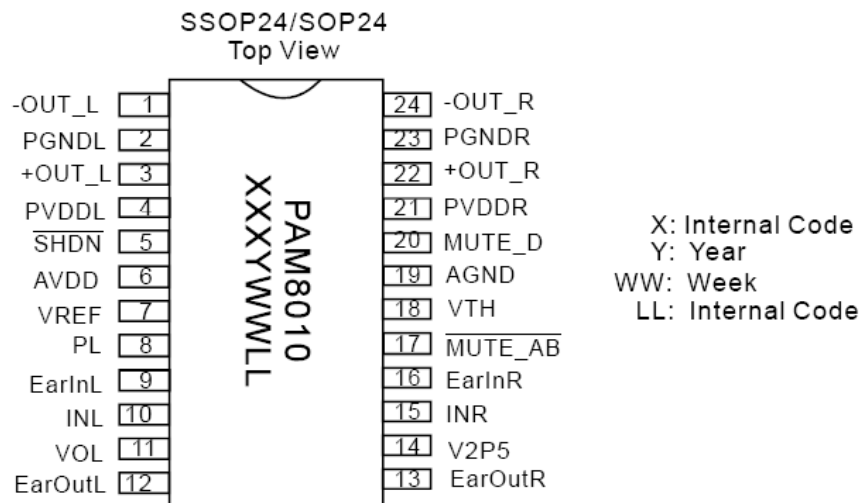 SSOP24/SOP24
Top View
-OUT_L 1
PGNDL 2
+OUT_L 3
PVDDL 4
SHDN 5
AVDD 6
VREF 7
PL 8
EarInL 9
INL 10
VOL 11
EarOutL 12
PAM8010
XXXYWWLL
24 -OUT_R
23 PGNDR
22 +OUT_R
21 PVDDR
20 MUTE_D
19 AGND
18 VTH
17 MUTE_AB
16 EarInR
15 INR
14 V2P5
13 EarOutR
X: Internal Code
Y: Year
WW: Week
LL: Internal Code